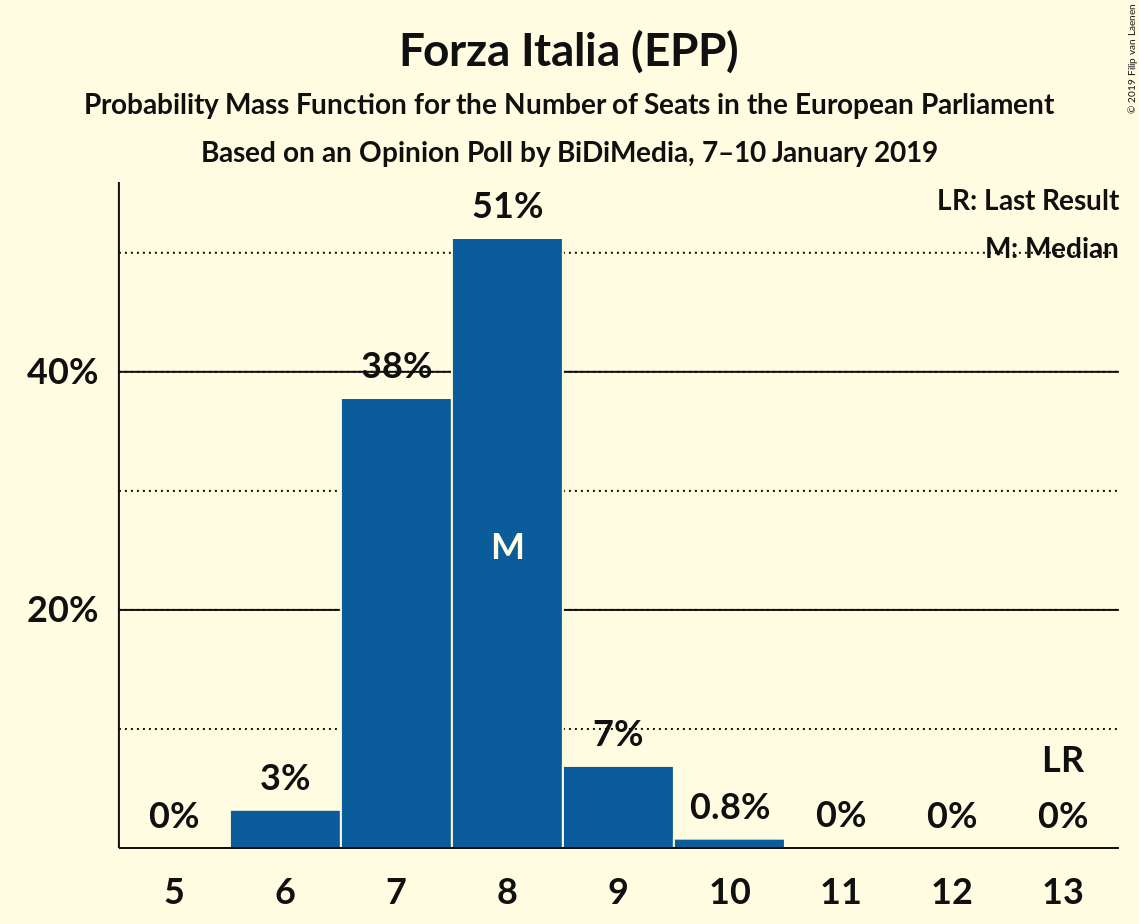 Forza Italia (EPP)
Probability Mass Function for the Number of Seats in the European Parliament
Based on an Opinion Poll by BiDiMedia, 7–10 January 2019
© 2019 Filip van Laenen
LR: Last Result
M: Median
40%
20%
0%
3%
38%
51%
M
7%
0.8%
0%
0%
LR
0%
5 6 7 8 9 10 11 12 13